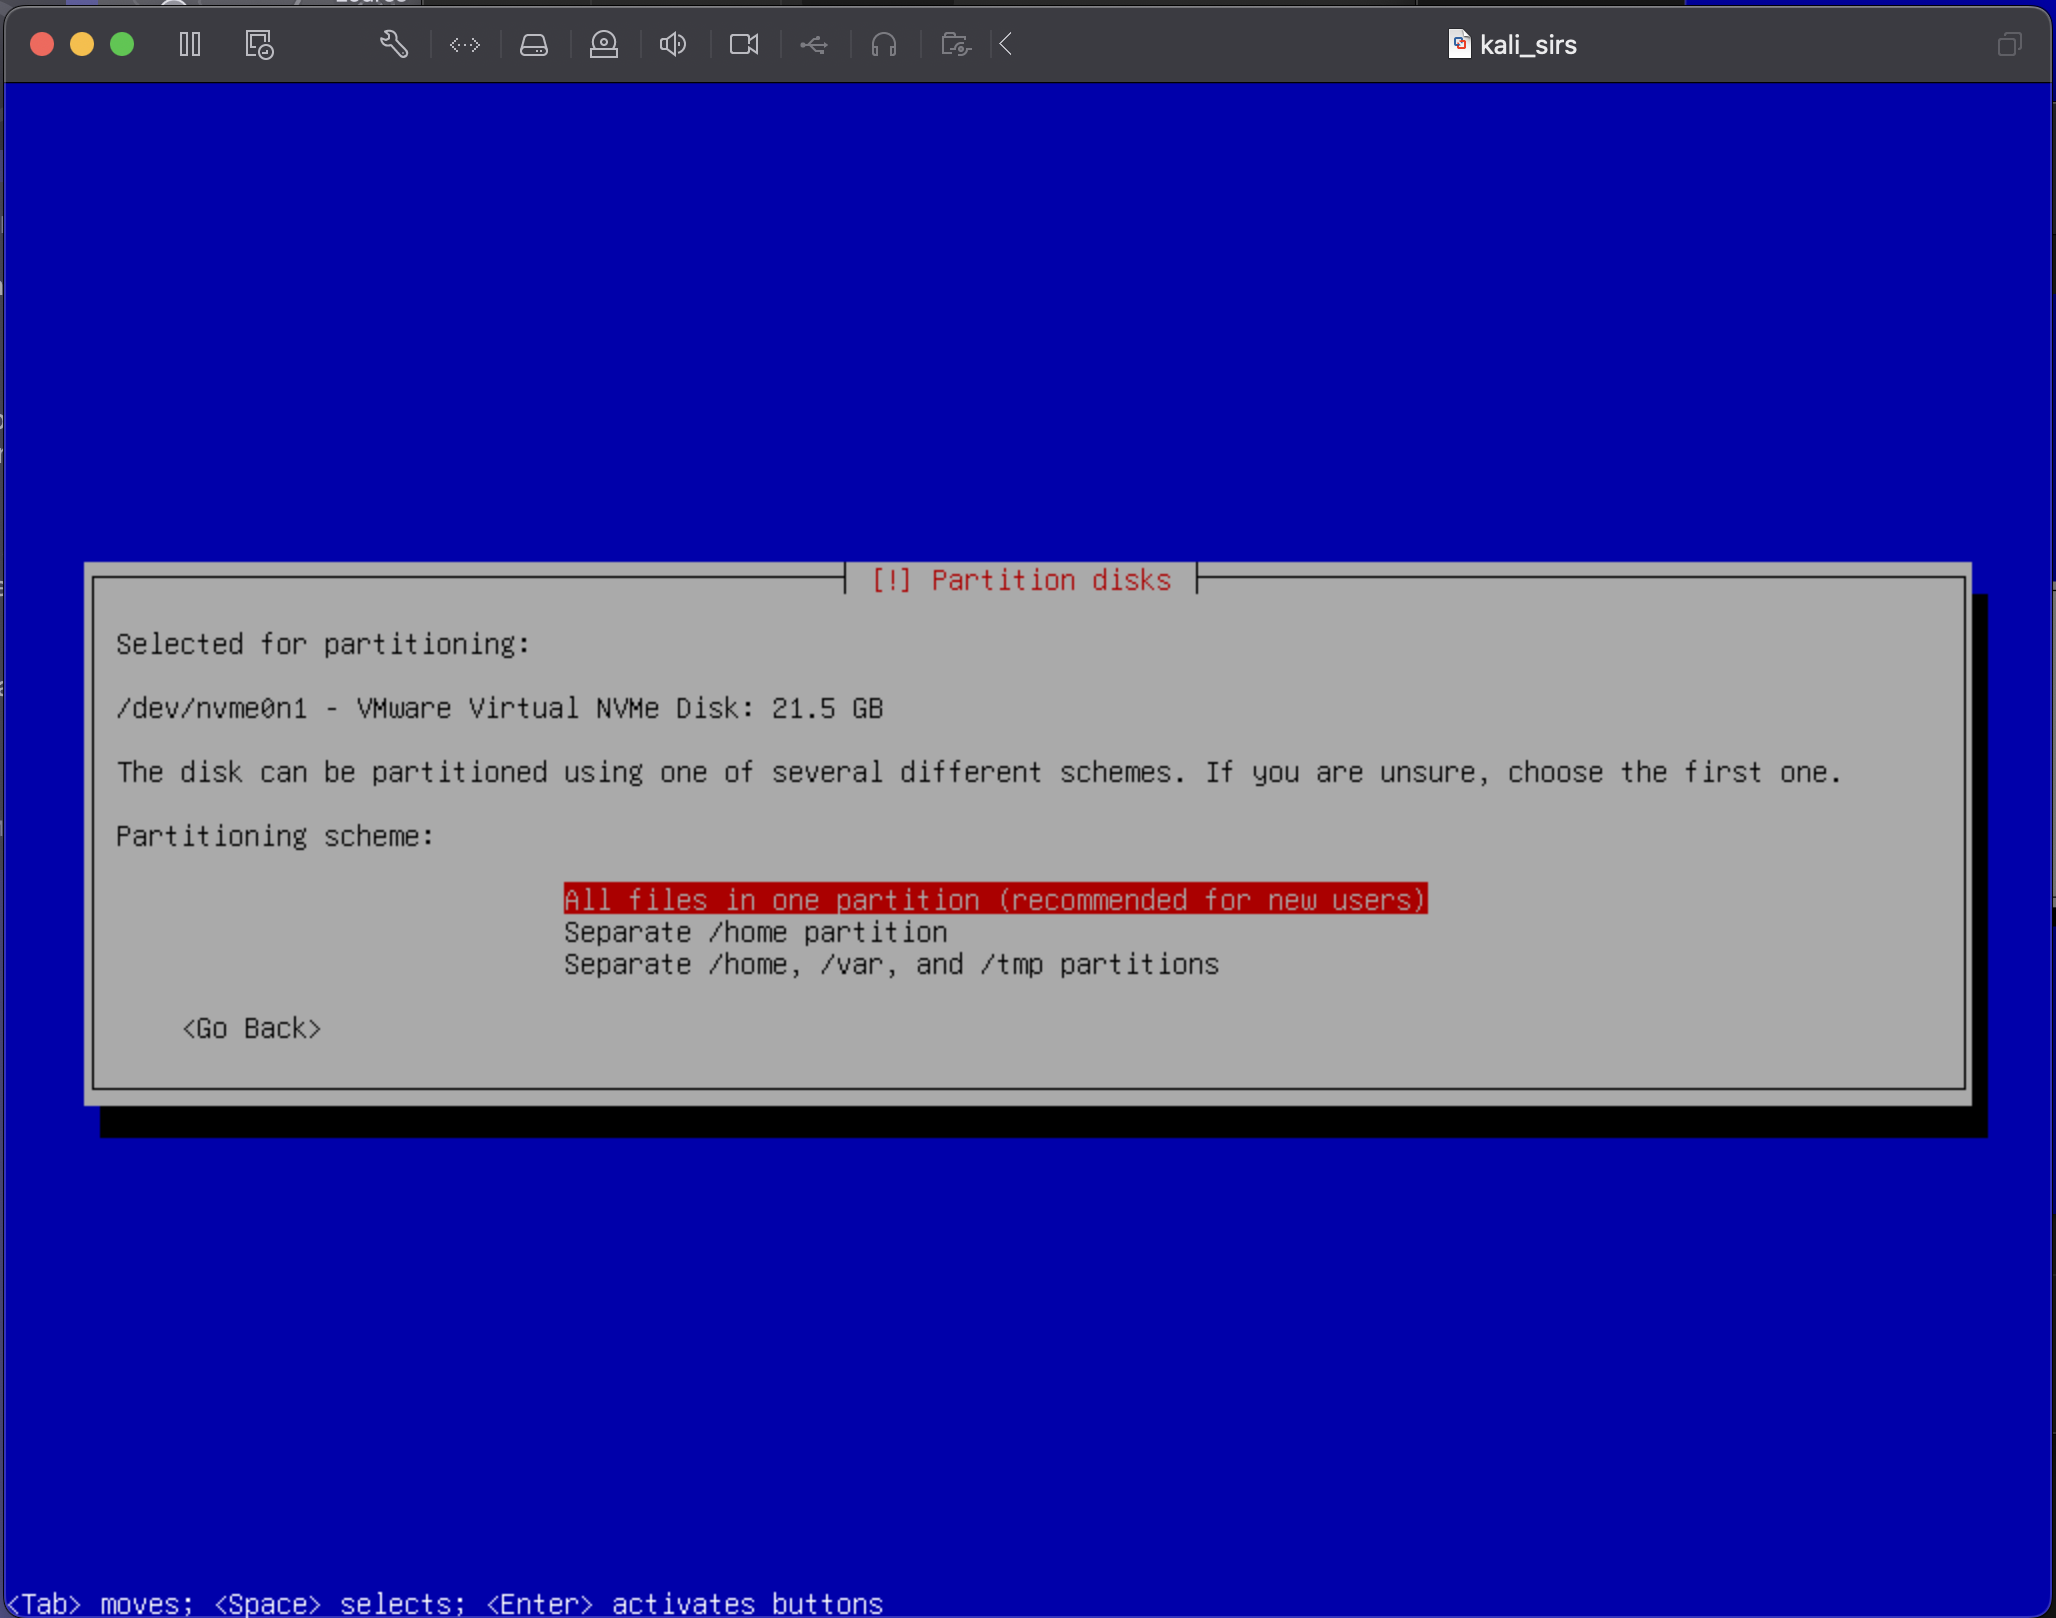 kali_sirs
[!] Partition disks
Selected for partitioning:
/dev/nvme0n1 - VMware Virtual NVMe Disk: 21.5 GB
The disk can be partitioned using one of several different schemes. If you are unsure, choose the first one.
Partitioning scheme:
All files in one partition (recommended for new users)
Separate /home partition
Separate /home, /var, and /tmp partitions
<Go Back>
<Tab> moves; <Space> selects; <Enter> activates buttons